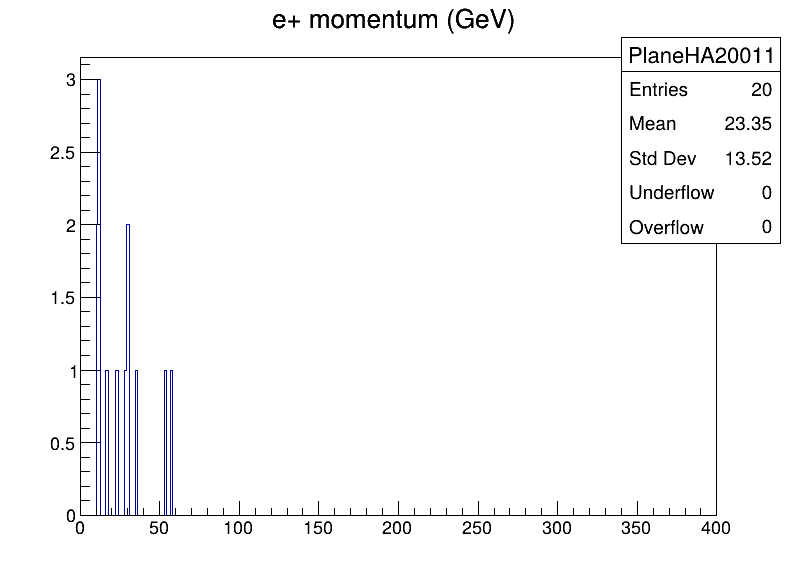 e+ momentum (GeV)
PlaneHA20011
Entries 20
Mean 23.35
Std Dev 13.52
Underflow 0
Overflow 0
3
2.5
2
1.5
1
0.5
0
0 50 100 150 200 250 300 350 400